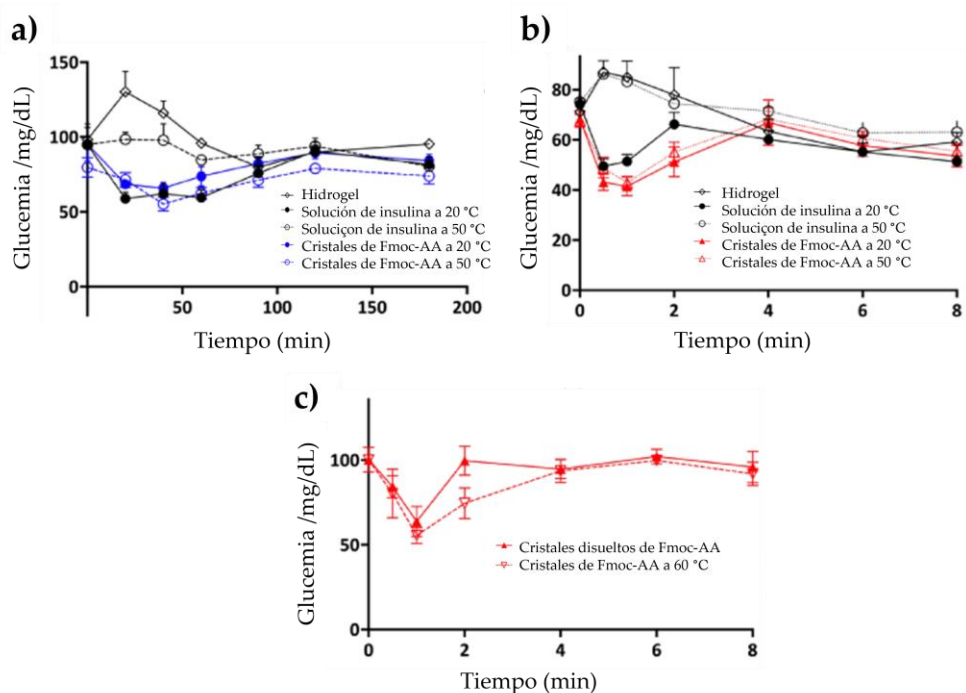 a)
Glucemia /mg/dL)
150
100
50
0
50
100
150
200
Hidrogel
Solución de insulina a 20 °C
Soluciçon de insulina a 50 °C
Cristales de Fmoc-AA a 20 °C
Cristales de Fmoc-AA a 50 °C
Tiempo (min)
b)
Glucemia /mg/dL)
80
60
40
20
0
0
2
4
6
8
Hidrogel
Solución de insulina a 20 °C
Solución de insulina a 50 °C
Cristales de Fmoc-AA a 20 °C
Cristales de Fmoc-AA a 50 °C
Tiempo (min)
c)
Glucemia /mg/dL)
100
50
0
0
2
4
6
8
Cristales disueltos de Fmoc-AA
Cristales de Fmoc-AA a 60 °C
Tiempo (min)